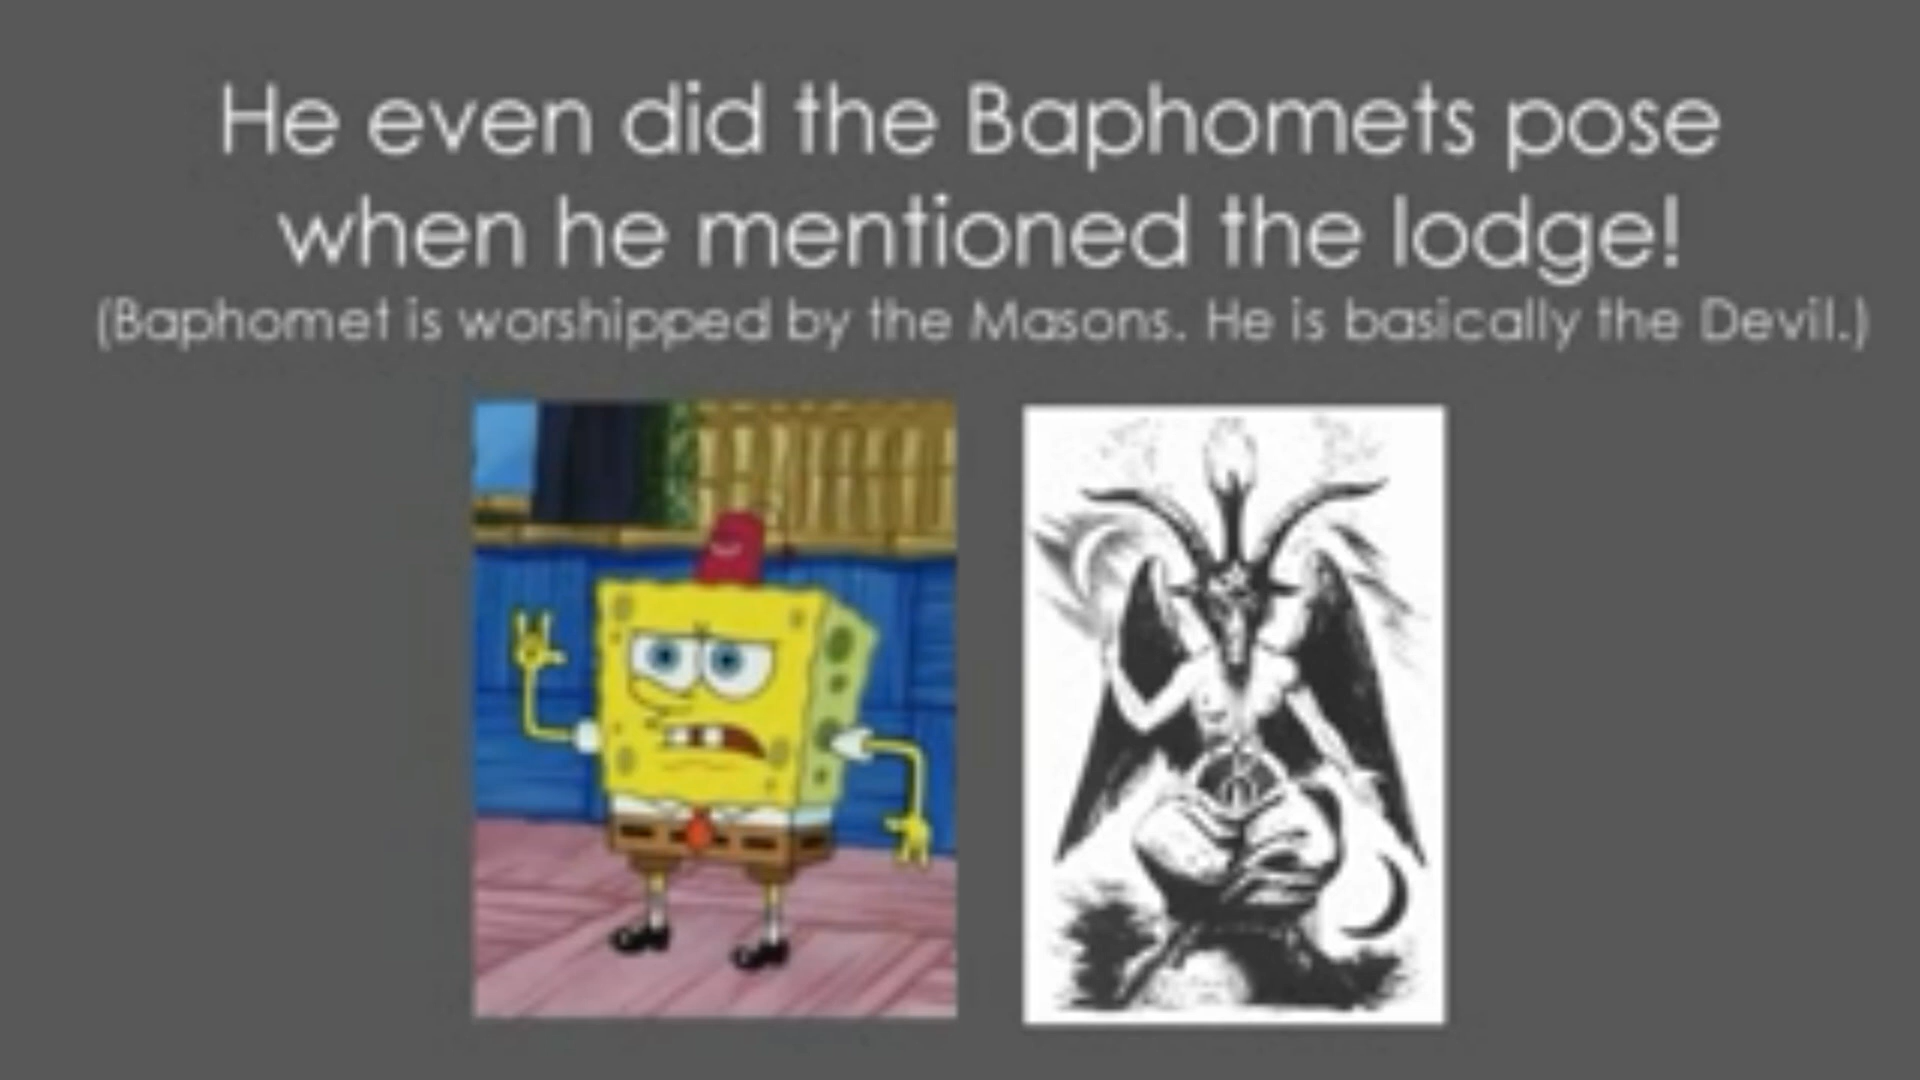 He even did the Baphomets pose
when he mentioned the lodge!
(Baphomet is worshipped by the Masons. He is basically the Devil.)